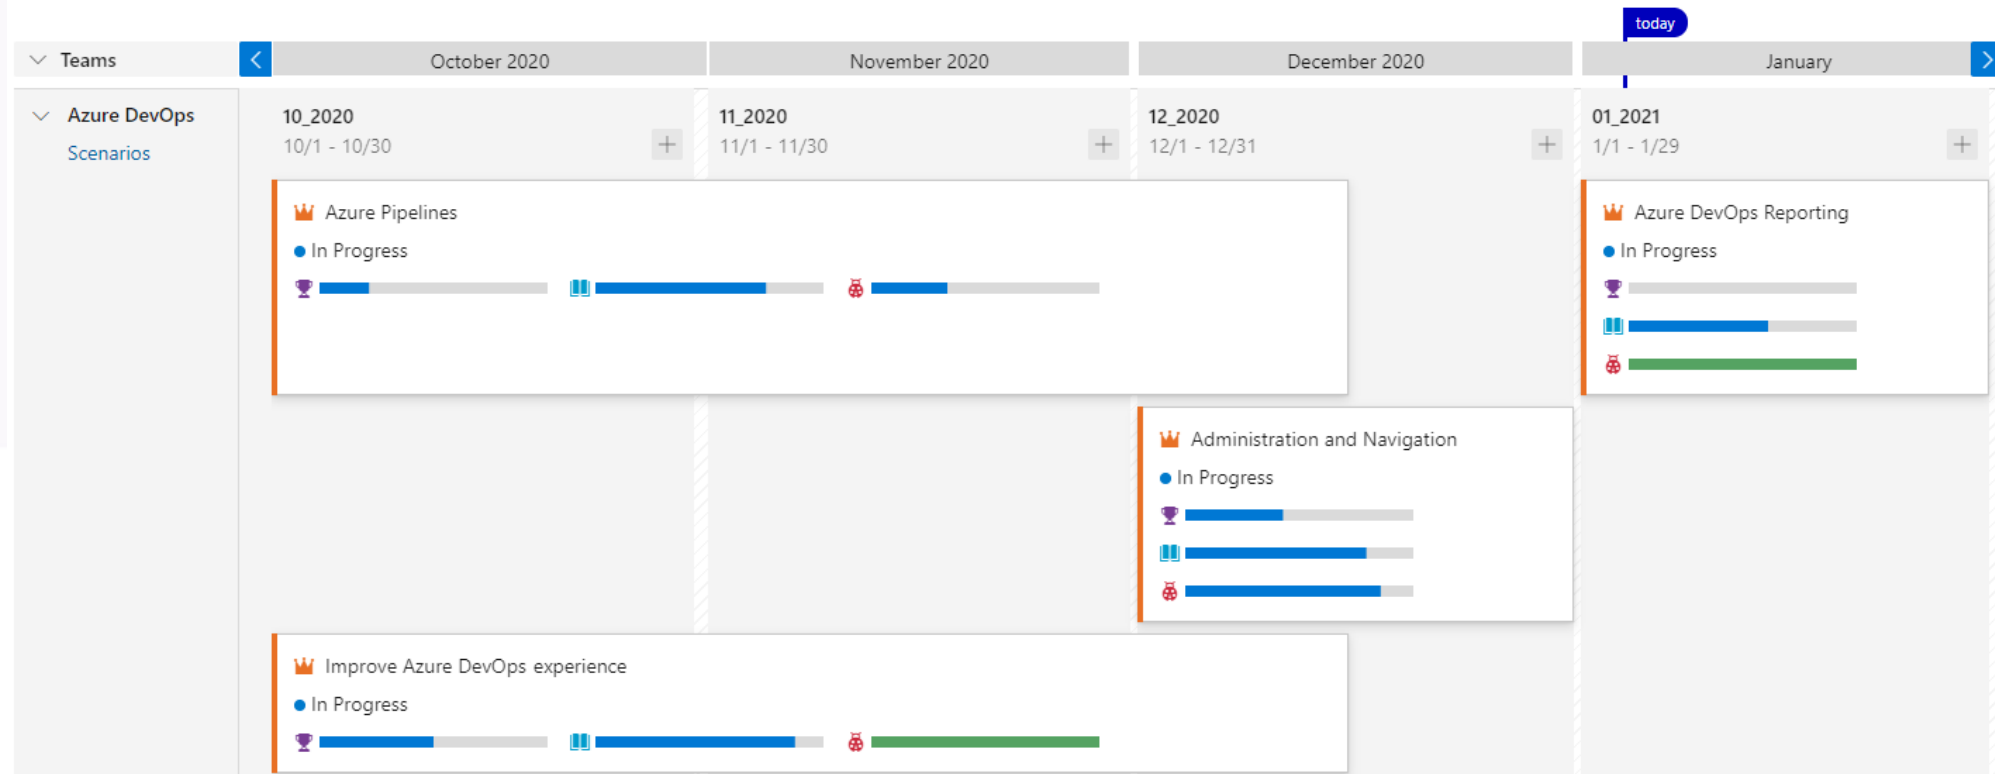 today
Teams
October 2020
November 2020
December 2020
January
Azure DevOps
Scenarios
10_2020
10/1 - 10/30
11_2020
11/1 - 11/30
12_2020
12/1 - 12/31
01_2021
1/1 - 1/29
Azure Pipelines
In Progress
Azure DevOps Reporting
In Progress
Administration and Navigation
In Progress
Improve Azure DevOps experience
In Progress